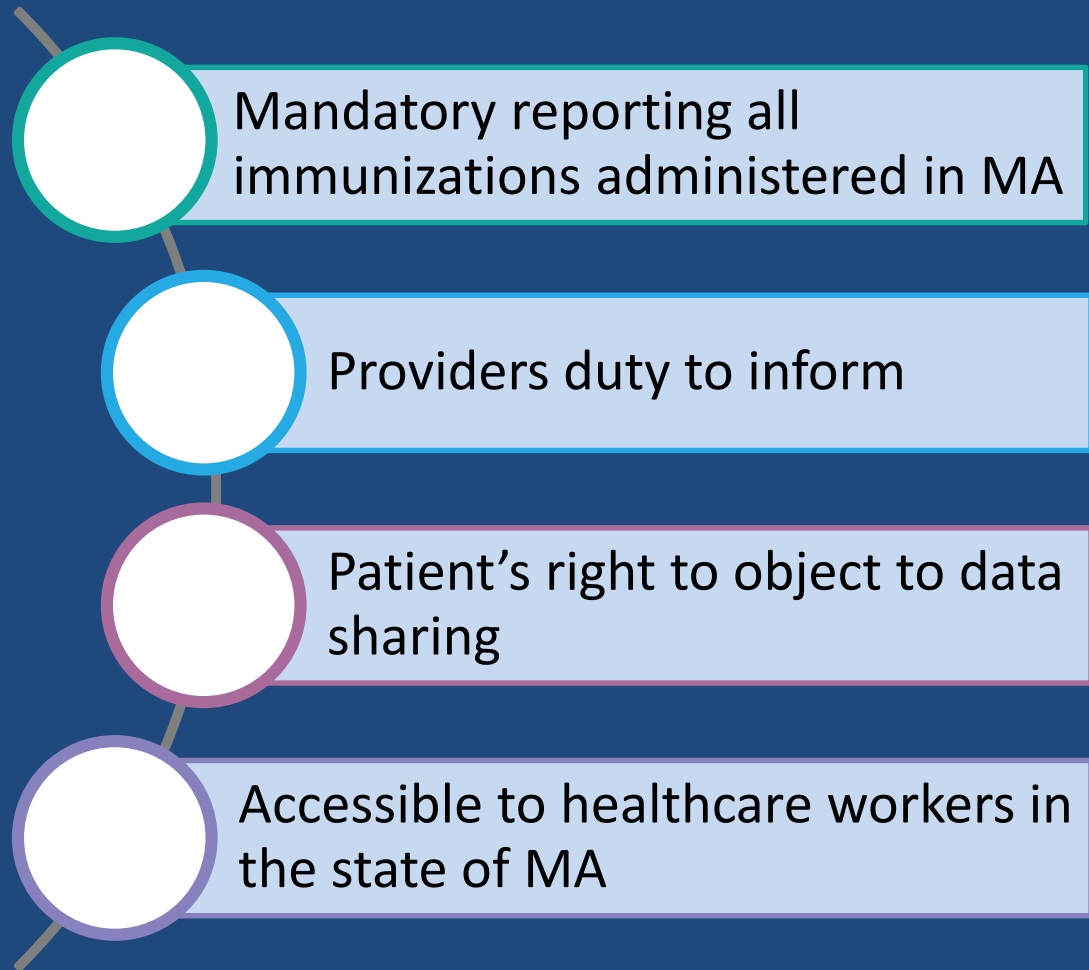 Mandatory reporting all
immunizations administered in MA
Providers duty to inform
Patient’s right to object to data
sharing
Accessible to healthcare workers in
the state of MA